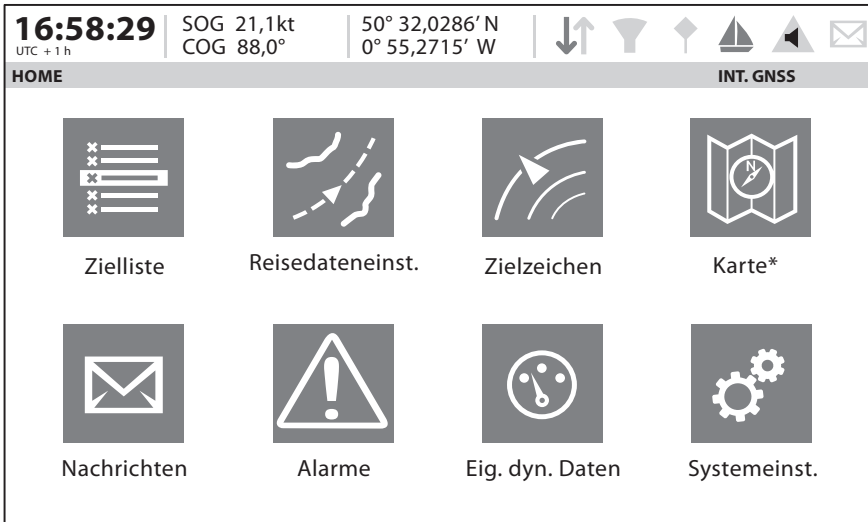 16:58:29 SOG 21,1kt 50° 32,0286′ N
UTC + 1 h COG 88,0° 0° 55,2715′ W
HOME INT. GNSS
N
Zielliste Reisedateneinst. Zielzeichen Karte*
Nachrichten Alarme Eig. dyn. Daten Systemeinst.